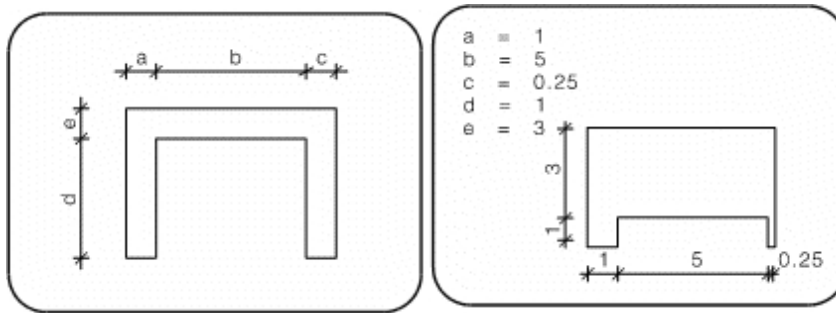 a b c
e
d
a = 1
b = 5
c = 0.25
d = 1
e = 3
3
1
1 5 0.25